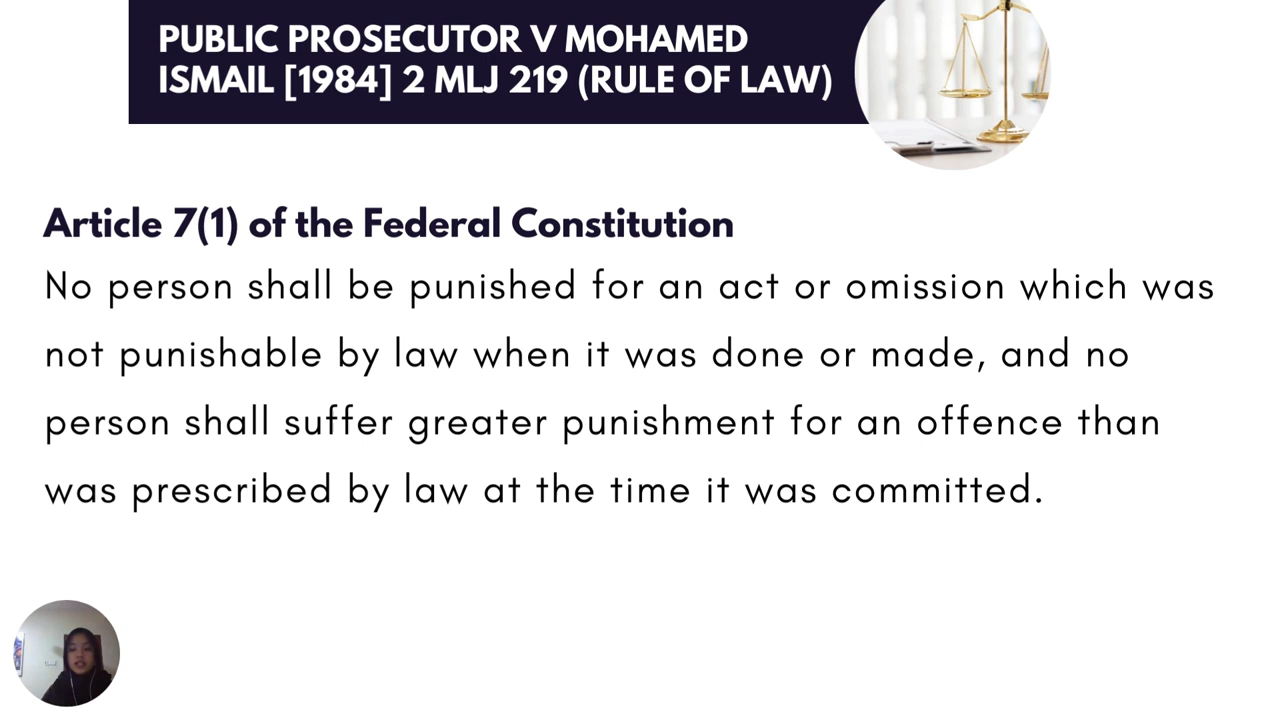 PUBLIC PROSECUTOR V MOHAMED
ISMAIL [1984] 2 MLJ 219 (RULE OF LAW)
Article 7(1) of the Federal Constitution
No person shall be punished for an act or omission which was
not punishable by law when it was done or made, and no
person shall suffer greater punishment for an offence than
was prescribed by law at the time it was committed.